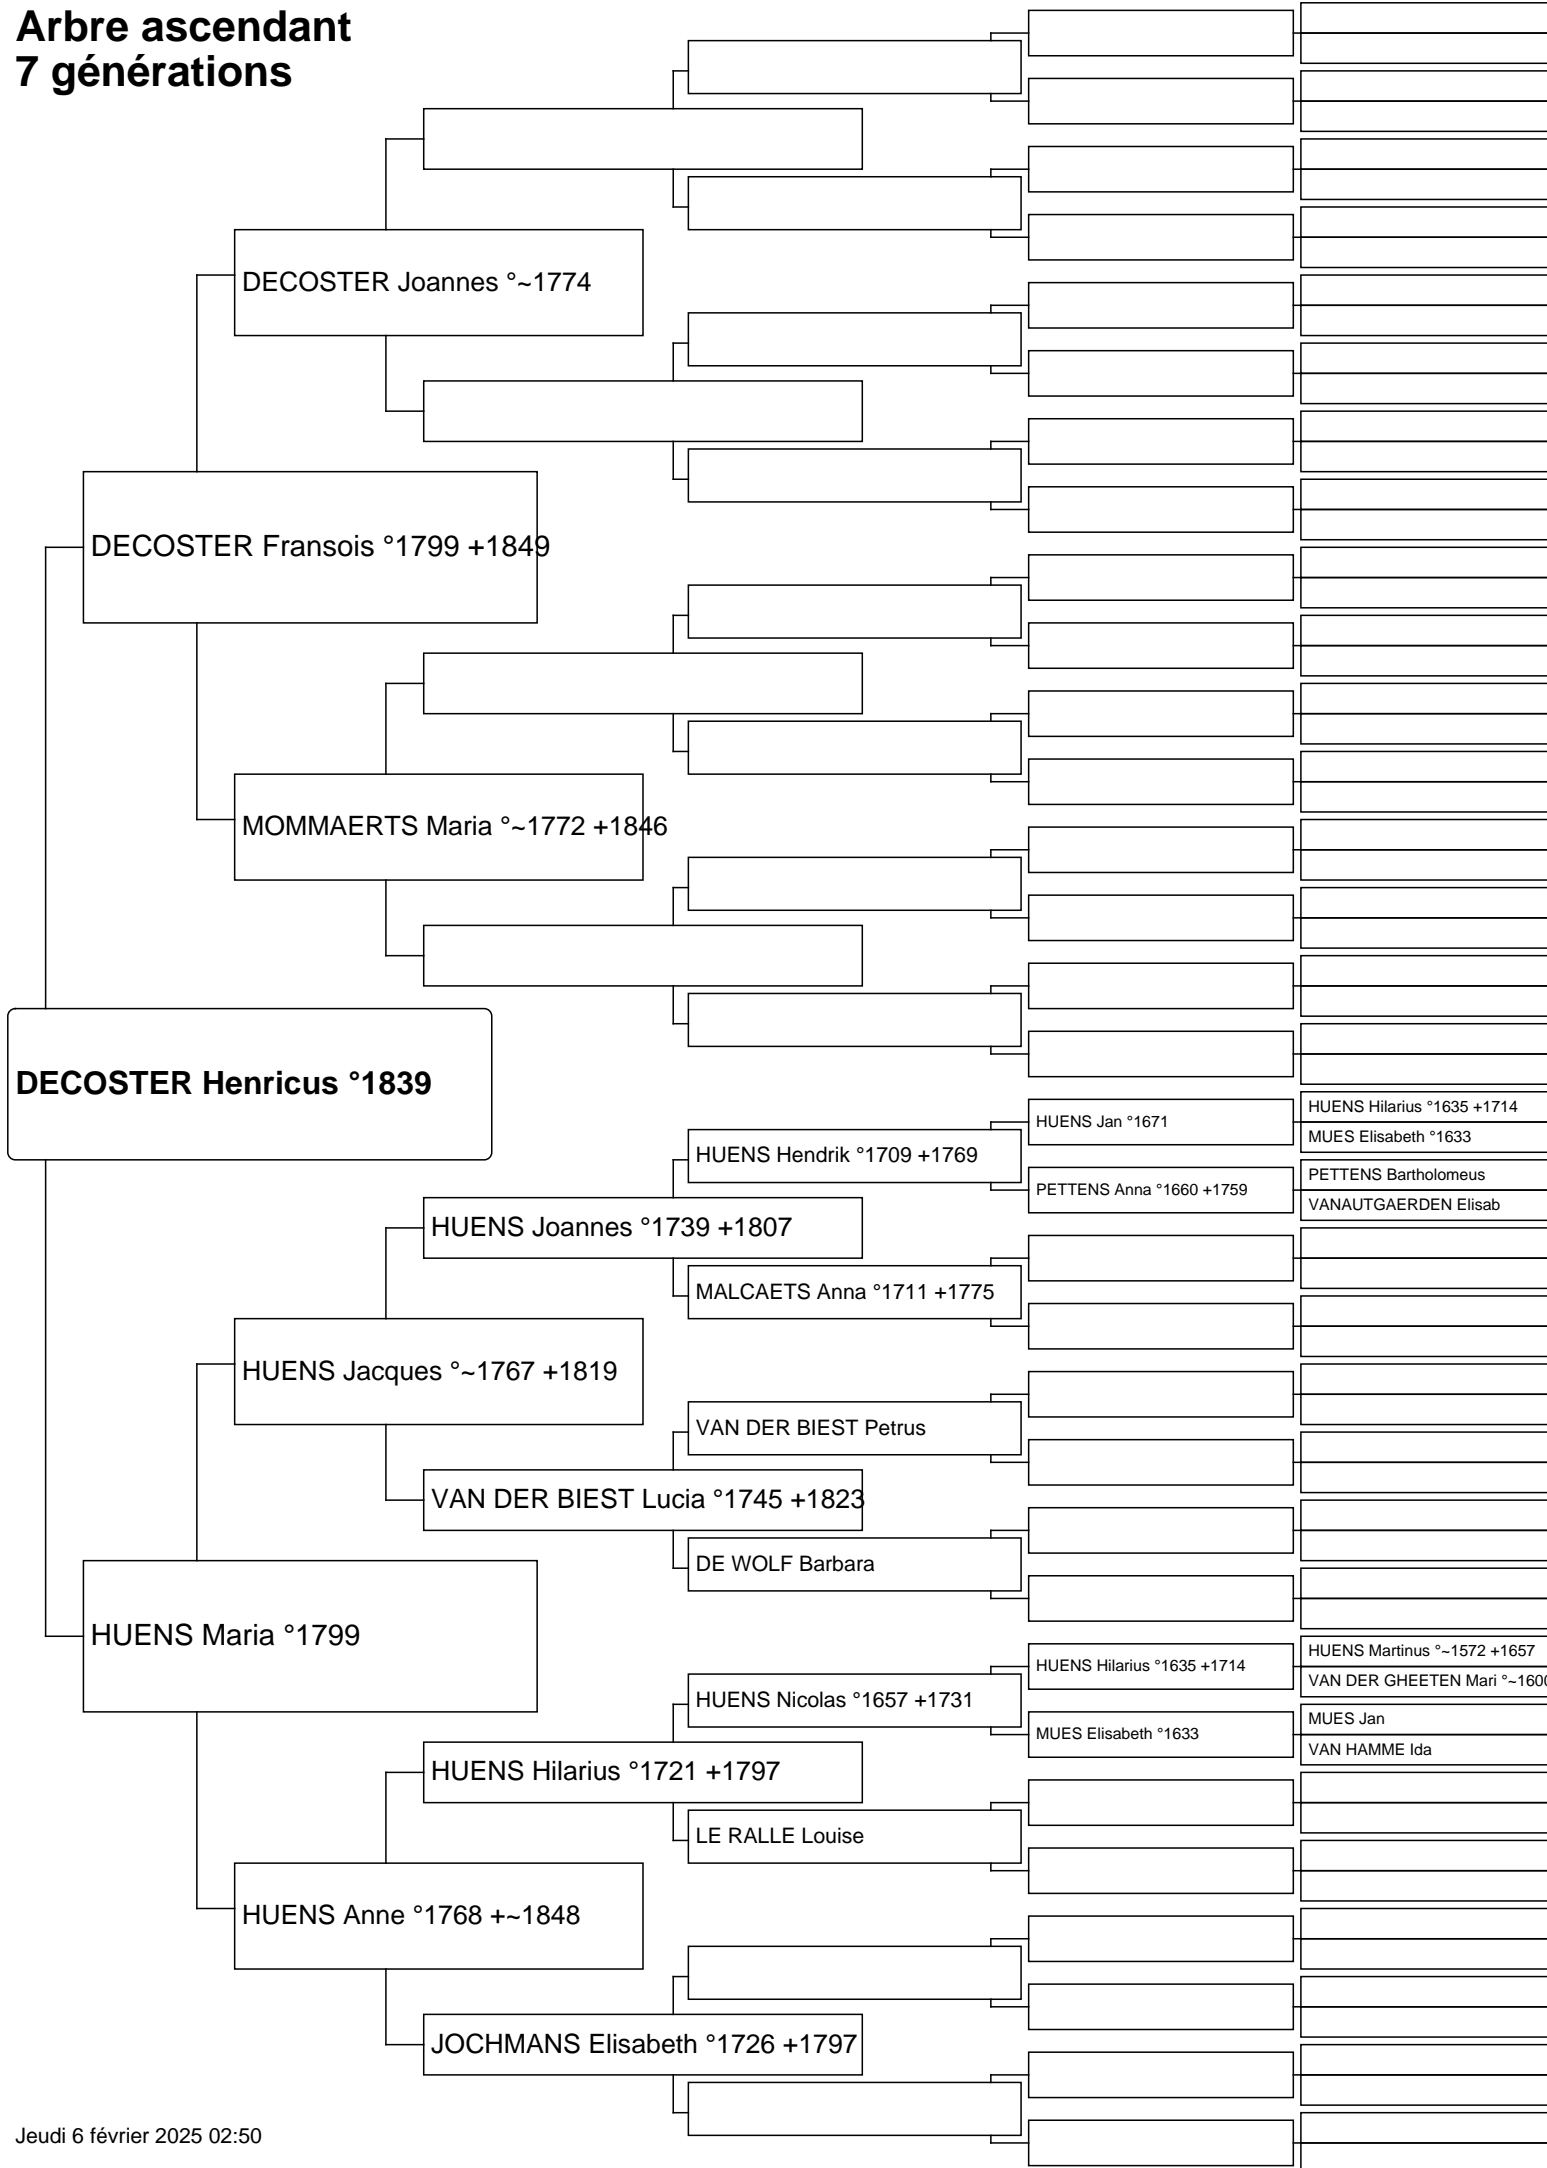 Arbre ascendant
7 générations
DECOSTER Joannes °~1774
DECOSTER Fransois °1799 +1849
MOMMAERTS Maria °~1772 +1846
DECOSTER Henricus °1839
HUENS Hilarius °1635 +1714
HUENS Jan °1671
MUES Elisabeth °1633
HUENS Hendrik °1709 +1769
PETTENS Bartholomeus
PETTENS Anna °1660 +1759
VANAUTGAERDEN Elisab
HUENS Joannes °1739 +1807
MALCAETS Anna °1711 +1775
HUENS Jacques °~1767 +1819
VAN DER BIEST Petrus
VAN DER BIEST Lucia °1745 +1823
DE WOLF Barbara
HUENS Maria °1799
HUENS Martinus °~1572 +1657
HUENS Hilarius °1635 +1714
VAN DER GHEETEN Mari °~1600
HUENS Nicolas °1657 +1731
MUES Jan
MUES Elisabeth °1633
VAN HAMME Ida
HUENS Hilarius °1721 +1797
LE RALLE Louise
HUENS Anne °1768 +~1848
JOCHMANS Elisabeth °1726 +1797
Jeudi 6 février 2025 02:50